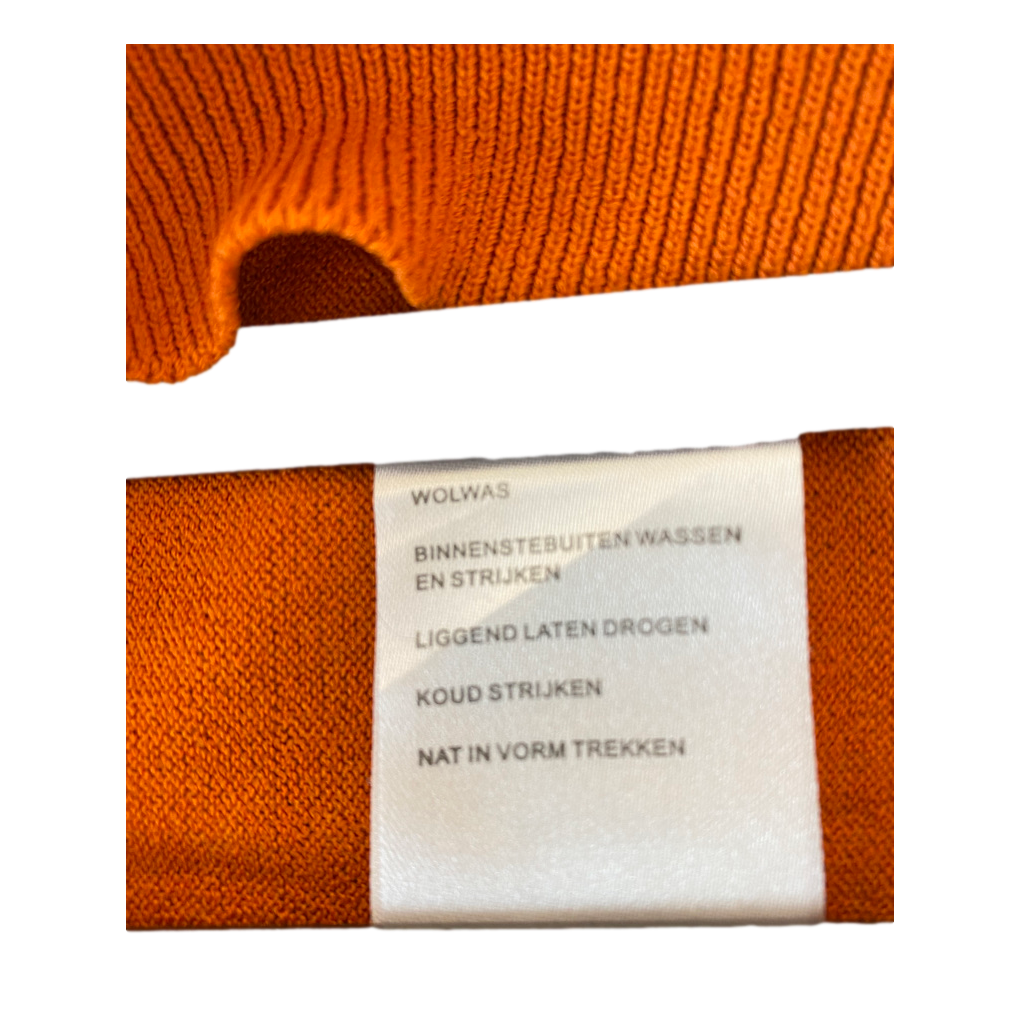 WOLWAS
BINNENSTEBUITEN WASSEN
EN STRIJKEN
LIGGEND LATEN DROGEN
KOUD STRIJKEN
NAT IN VORM TREKKEN